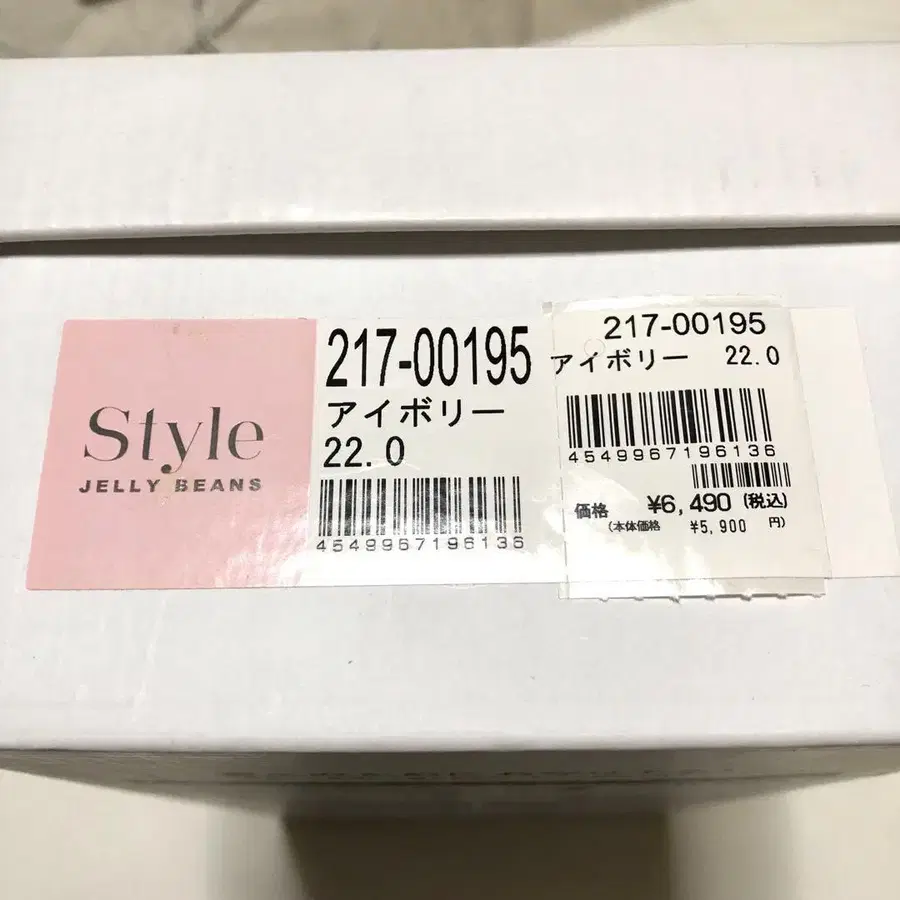 Style
JELLY BEANS
217-00195
アイボリー
22.0
4549967196136
217-00195
アイボリー 22.0
4549967196136
価格 ¥6,490 (税込)
(本体価格 ¥5,900 円)